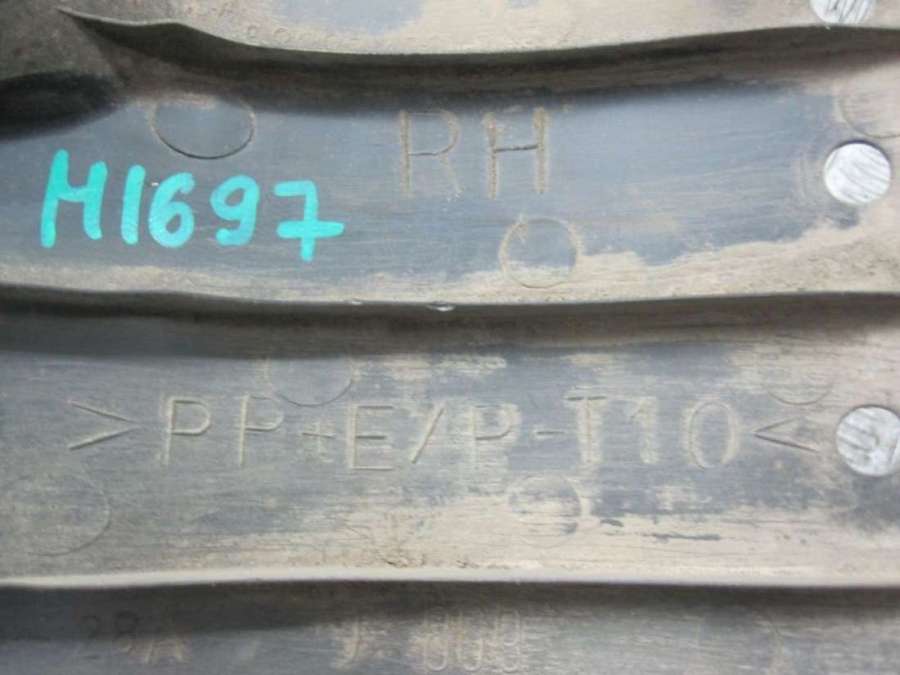 RH
H1697
>PP+E/P-T10<